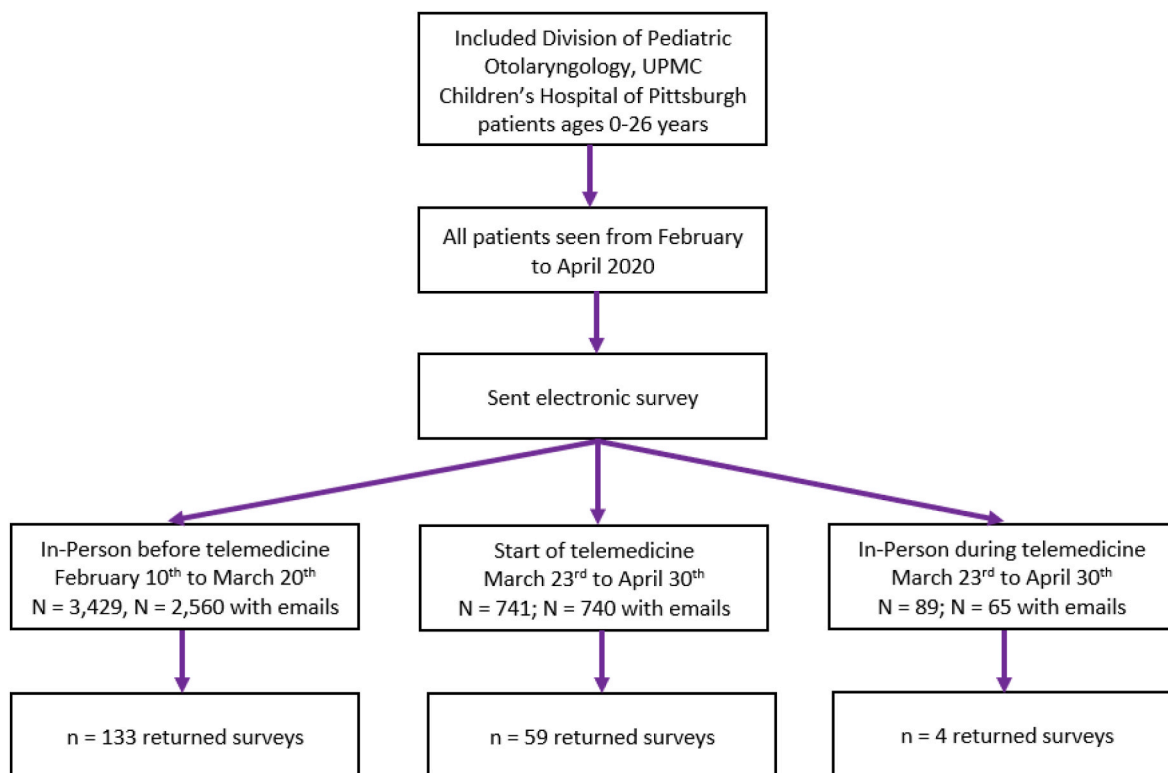 Included Division of Pediatric
Otolaryngology, UPMC
Children’s Hospital of Pittsburgh
patients ages 0-26 years
All patients seen from February
to April 2020
Sent electronic survey
In-Person before telemedicine
February 10th to March 20th
N = 3,429, N = 2,560 with emails
Start of telemedicine
March 23rd to April 30th
N = 741; N = 740 with emails
In-Person during telemedicine
March 23rd to April 30th
N = 89; N = 65 with emails
n = 133 returned surveys
n = 59 returned surveys
n = 4 returned surveys